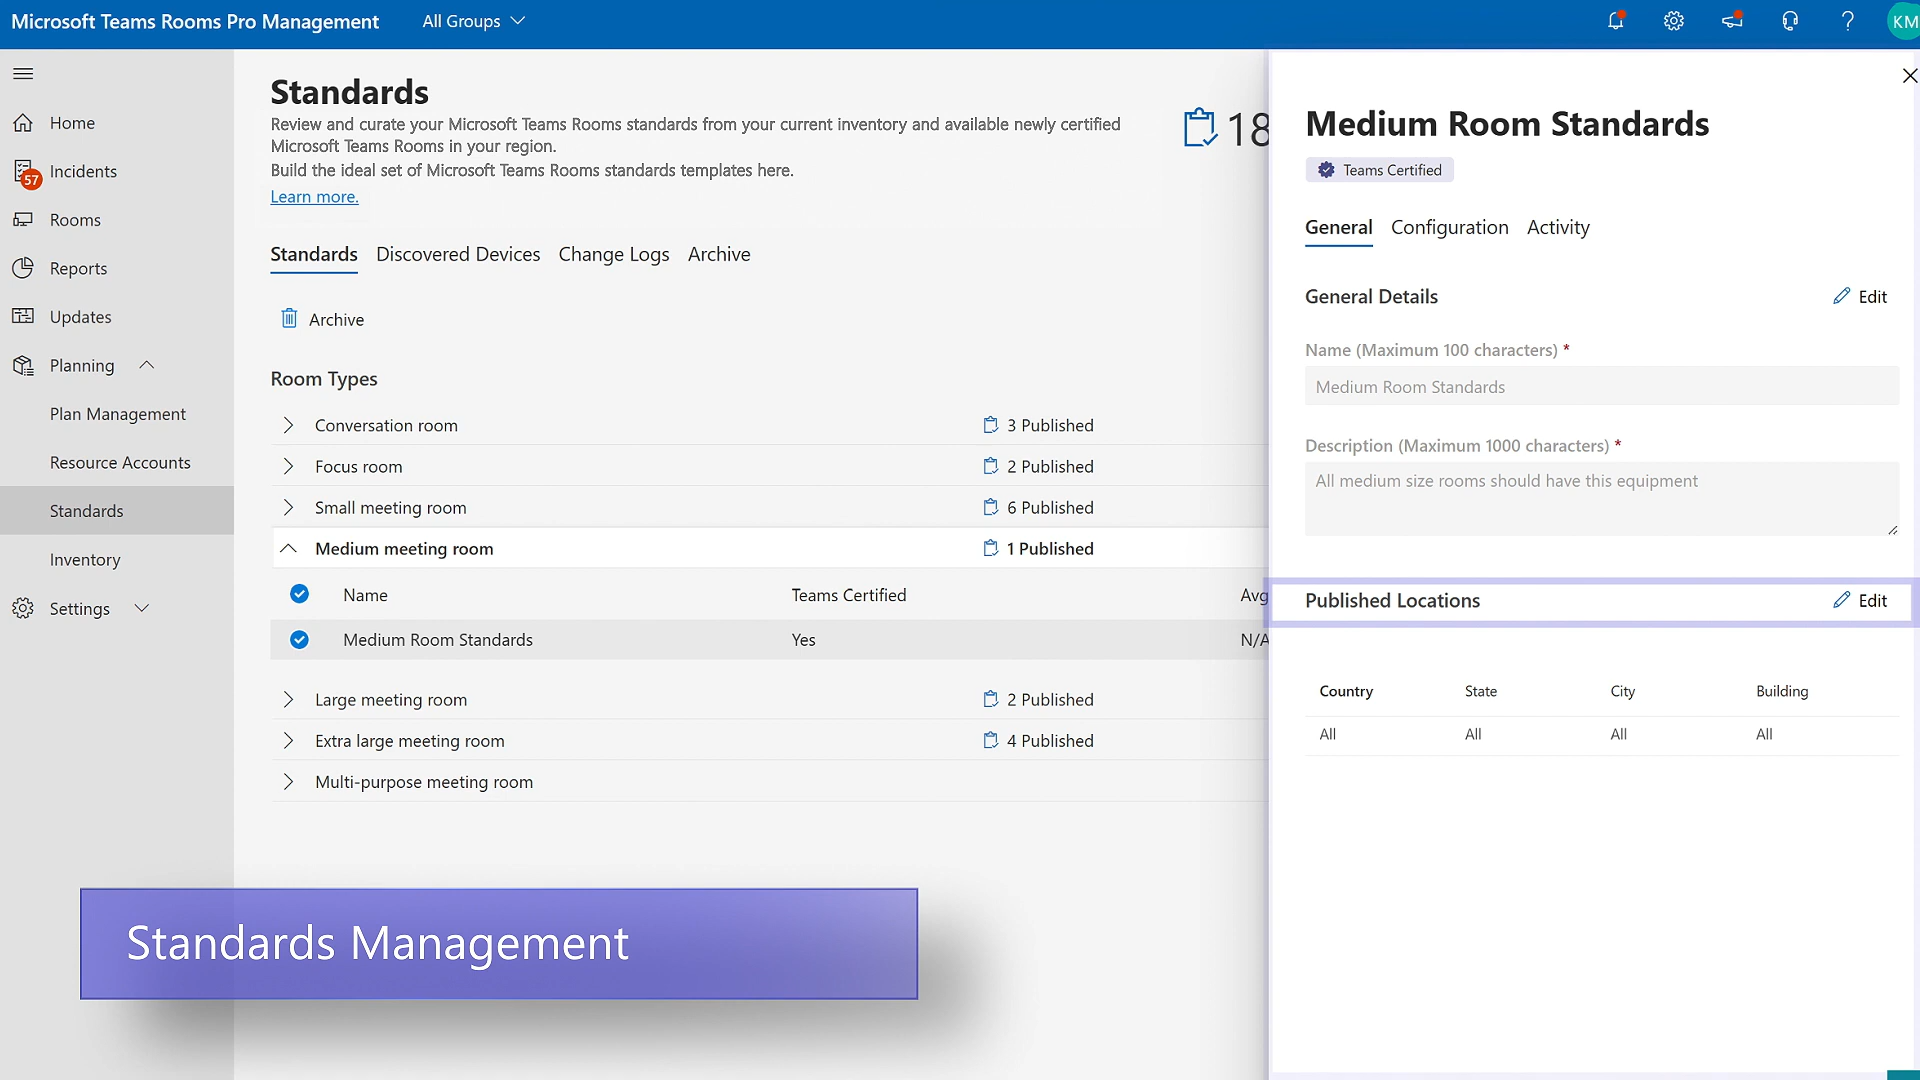 Microsoft Teams Rooms Pro Management
All Groups
KM
Home
57
Incidents
Rooms
Reports
Updates
Planning
Plan Management
Resource Accounts
Standards
Inventory
Settings
Standards
Review and curate your Microsoft Teams Rooms standards from your current inventory and available newly certified
Microsoft Teams Rooms in your region.
Build the ideal set of Microsoft Teams Rooms standards templates here.
Learn more.
18
Standards Discovered Devices Change Logs Archive
Archive
Room Types
Conversation room 3 Published
Focus room 2 Published
Small meeting room 6 Published
Medium meeting room 1 Published
Name Teams Certified Avg
Medium Room Standards Yes N/A
Large meeting room 2 Published
Extra large meeting room 4 Published
Multi-purpose meeting room
Standards Management
Medium Room Standards
Teams Certified
General Configuration Activity
General Details Edit
Name (Maximum 100 characters) *
Medium Room Standards
Description (Maximum 1000 characters) *
All medium size rooms should have this equipment
Published Locations Edit
Country State City Building
All All All All